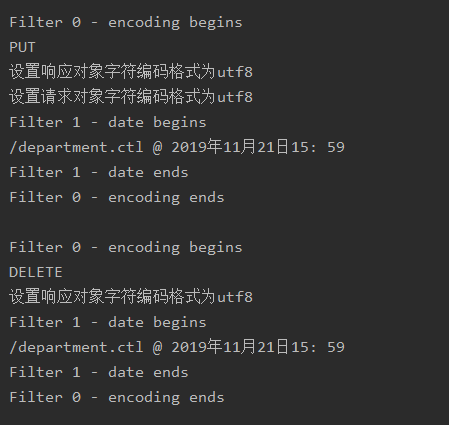 Filter 0 - encoding begins
PUT
设置响应对象字符编码格式为utf8
设置请求对象字符编码格式为utf8
Filter 1 - date begins
/department.ctl @ 2019年11月21日15: 59
Filter 1 - date ends
Filter 0 - encoding ends
Filter 0 - encoding begins
DELETE
设置响应对象字符编码格式为utf8
Filter 1 - date begins
/department.ctl @ 2019年11月21日15: 59
Filter 1 - date ends
Filter 0 - encoding ends